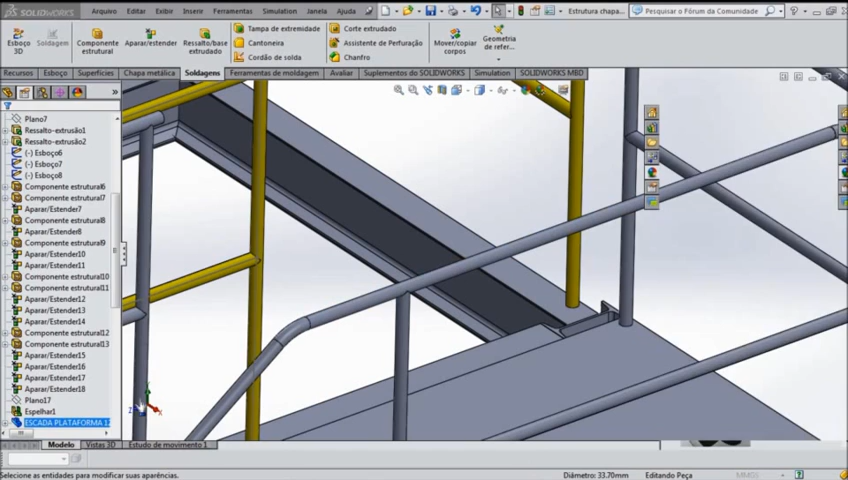 SOLIDWORKS Arquivo Editar Exibir Inserir Ferramentas Simulation Janela Ajuda Estrutura chapa... Pesquisar o Fórum da Comunidade
Esboço 3D
Soldagem
Componente estrutural
Aparar/estender
Ressalto/base extrudado
Tampa de extremidade
Cantoneira
Cordão de solda
Corte extrudado
Assistente de Perfuração
Chanfro
Mover/copiar corpos
Geometria de refer...
Recursos Esboço Superfícies Chapa metálica Soldagens Ferramentas de moldagem Avaliar Suplementos do SOLIDWORKS Simulation SOLIDWORKS MBD
Plano7
Ressalto-extrusão1
Ressalto-extrusão2
(-) Esboço6
(-) Esboço7
(-) Esboço8
Componente estrutural6
Componente estrutural7
Aparar/Estender7
Componente estrutural8
Aparar/Estender8
Componente estrutural9
Aparar/Estender10
Aparar/Estender11
Componente estrutural10
Componente estrutural11
Aparar/Estender12
Aparar/Estender13
Aparar/Estender14
Componente estrutural12
Componente estrutural13
Aparar/Estender15
Aparar/Estender16
Aparar/Estender17
Aparar/Estender18
Plano17
Espelhar1
ESCADA PLATAFORMA
Modelo Vistas 3D Estudo de movimento 1
Selecione as entidades para modificar suas aparências. Diâmetro: 33.70mm Editando Peça MMGS